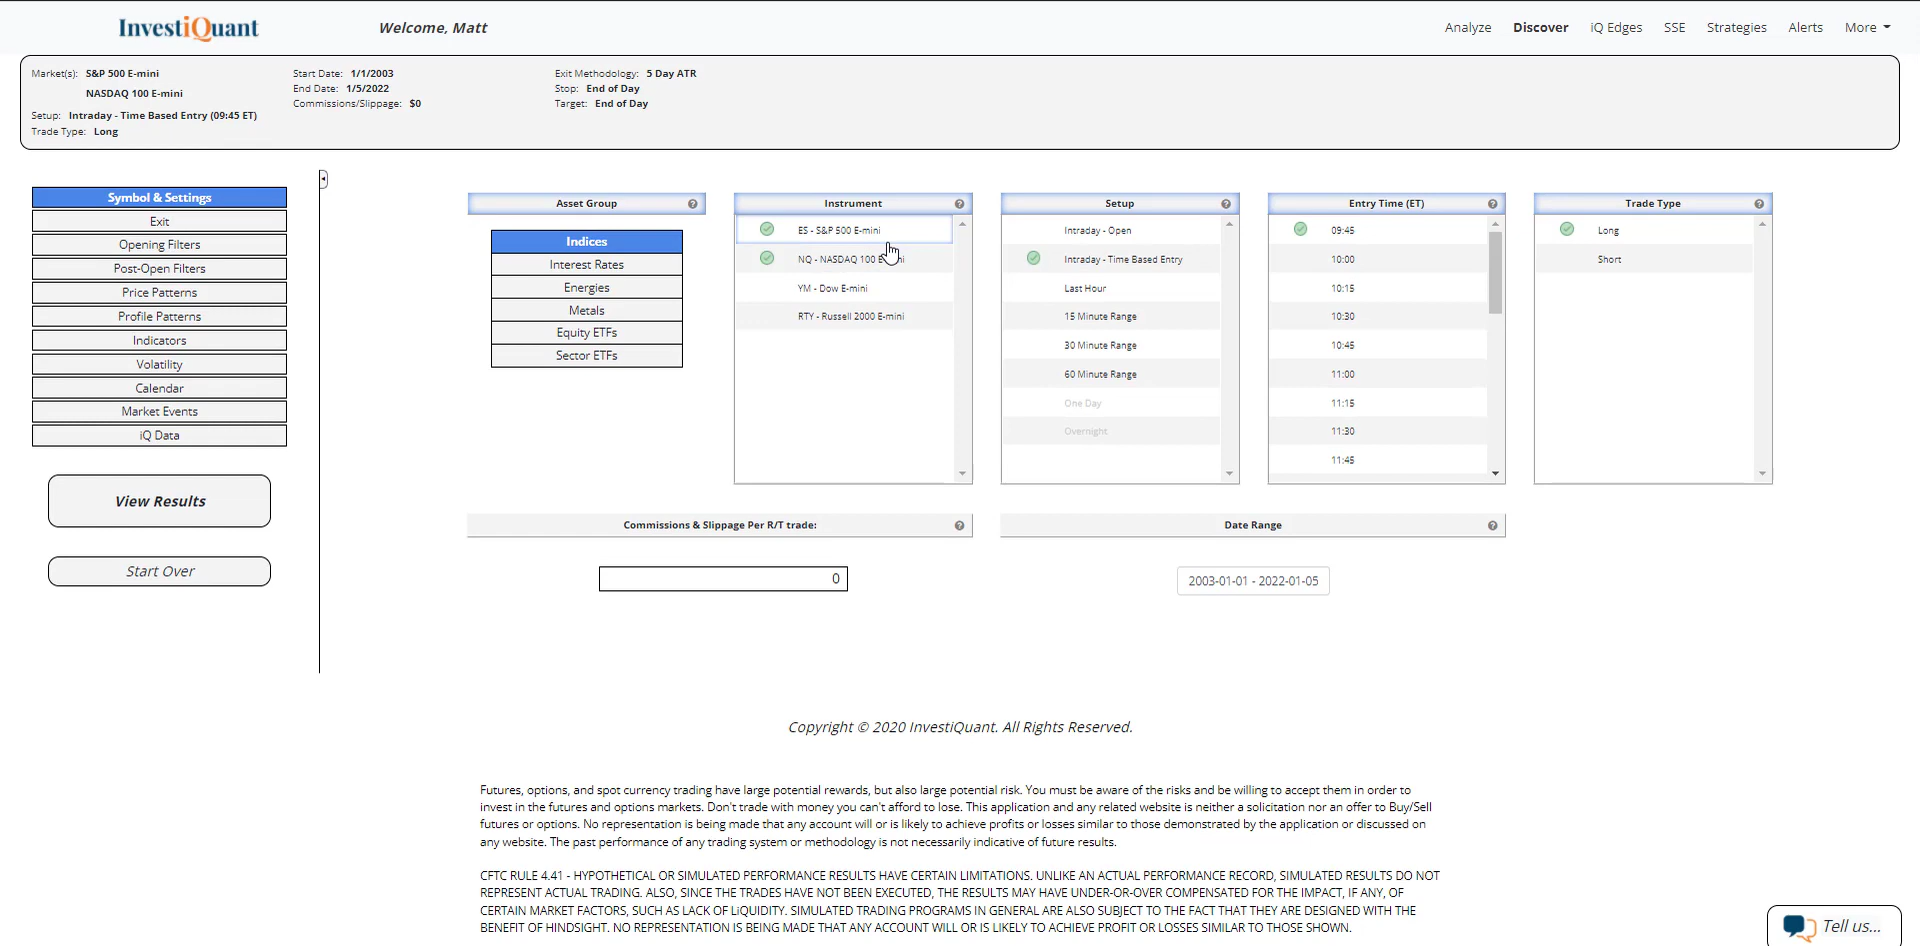 InvestiQuant
Welcome, Matt
Analyze
Discover
iQ Edges
SSE
Strategies
Alerts
More
Market(s): S&P 500 E-mini
NASDAQ 100 E-mini
Setup: Intraday - Time Based Entry (09:45 ET)
Trade Type: Long
Start Date: 1/1/2003
End Date: 1/5/2022
Commissions/Slippage: $0
Exit Methodology: 5 Day ATR
Stop: End of Day
Target: End of Day
Symbol & Settings
Exit
Opening Filters
Post-Open Filters
Price Patterns
Profile Patterns
Indicators
Volatility
Calendar
Market Events
iQ Data
View Results
Start Over
Asset Group
Indices
Interest Rates
Energies
Metals
Equity ETFs
Sector ETFs
Instrument
ES - S&P 500 E-mini
NQ - NASDAQ 100
YM - Dow E-mini
RTY - Russell 2000 E-mini
Setup
Intraday - Open
Intraday - Time Based Entry
Last Hour
15 Minute Range
30 Minute Range
60 Minute Range
One Day
Overnight
Entry Time (ET)
09:45
10:00
10:15
10:30
10:45
11:00
11:15
11:30
11:45
Trade Type
Long
Short
Commissions & Slippage Per R/T trade:
0
Date Range
2003-01-01 - 2022-01-05
Copyright © 2020 InvestiQuant. All Rights Reserved.
Futures, options, and spot currency trading have large potential rewards, but also large potential risk. You must be aware of the risks and be willing to accept them in order to
invest in the futures and options markets. Don't trade with money you can't afford to lose. This application and any related website is neither a solicitation nor an offer to Buy/Sell
futures or options. No representation is being made that any account will or is likely to achieve profits or losses similar to those demonstrated by the application or discussed on
any website. The past performance of any trading system or methodology is not necessarily indicative of future results.
CFTC RULE 4.41 - HYPOTHETICAL OR SIMULATED PERFORMANCE RESULTS HAVE CERTAIN LIMITATIONS. UNLIKE AN ACTUAL PERFORMANCE RECORD, SIMULATED RESULTS DO NOT
REPRESENT ACTUAL TRADING. ALSO, SINCE THE TRADES HAVE NOT BEEN EXECUTED, THE RESULTS MAY HAVE UNDER-OR-OVER COMPENSATED FOR THE IMPACT, IF ANY, OF
CERTAIN MARKET FACTORS, SUCH AS LACK OF LiQUIDITY. SIMULATED TRADING PROGRAMS IN GENERAL ARE ALSO SUBJECT TO THE FACT THAT THEY ARE DESIGNED WITH THE
BENEFIT OF HINDSIGHT. NO REPRESENTATION IS BEING MADE THAT ANY ACCOUNT WILL OR IS LIKELY TO ACHIEVE PROFIT OR LOSSES SIMILAR TO THOSE SHOWN.
Tell us...